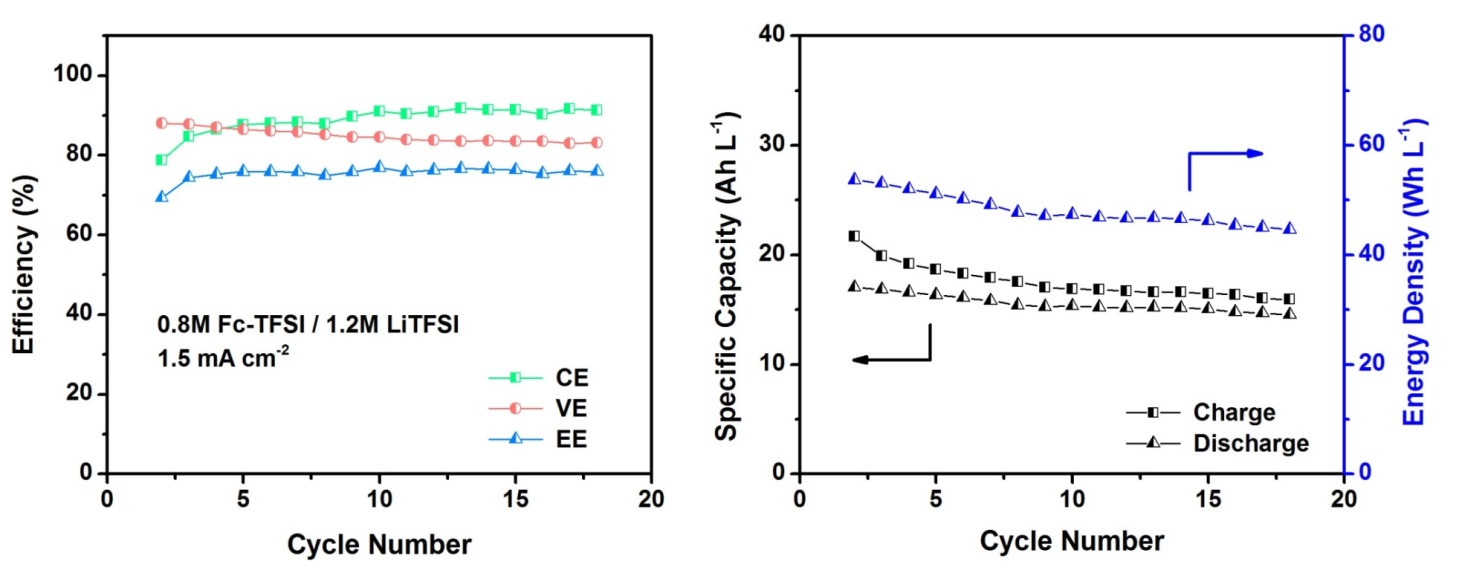 100
80
60
40
20
0
0 5 10 15 20
Efficiency (%)
Cycle Number
0.8M Fc-TFSI / 1.2M LiTFSI
1.5 mA cm⁻²
CE
VE
EE
40
30
20
10
0
0 5 10 15 20
Specific Capacity (Ah L⁻¹)
Cycle Number
Charge
Discharge
80
60
40
20
0
Energy Density (Wh L⁻¹)